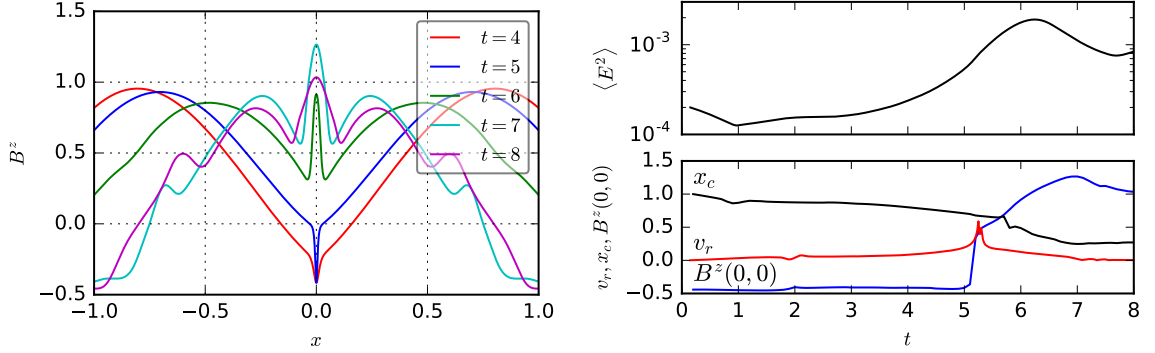 1.5
1.0
0.5
0.0
−0.5
B^z
−1.0 −0.5 0.0 0.5 1.0
x
t = 4
t = 5
t = 6
t = 7
t = 8
10^{-3}
10^{-4}
⟨E²⟩
1.5
1.0
0.5
0.0
−0.5
v_r, x_c, B^z(0,0)
x_c
v_r
B^z(0,0)
0 1 2 3 4 5 6 7 8
t